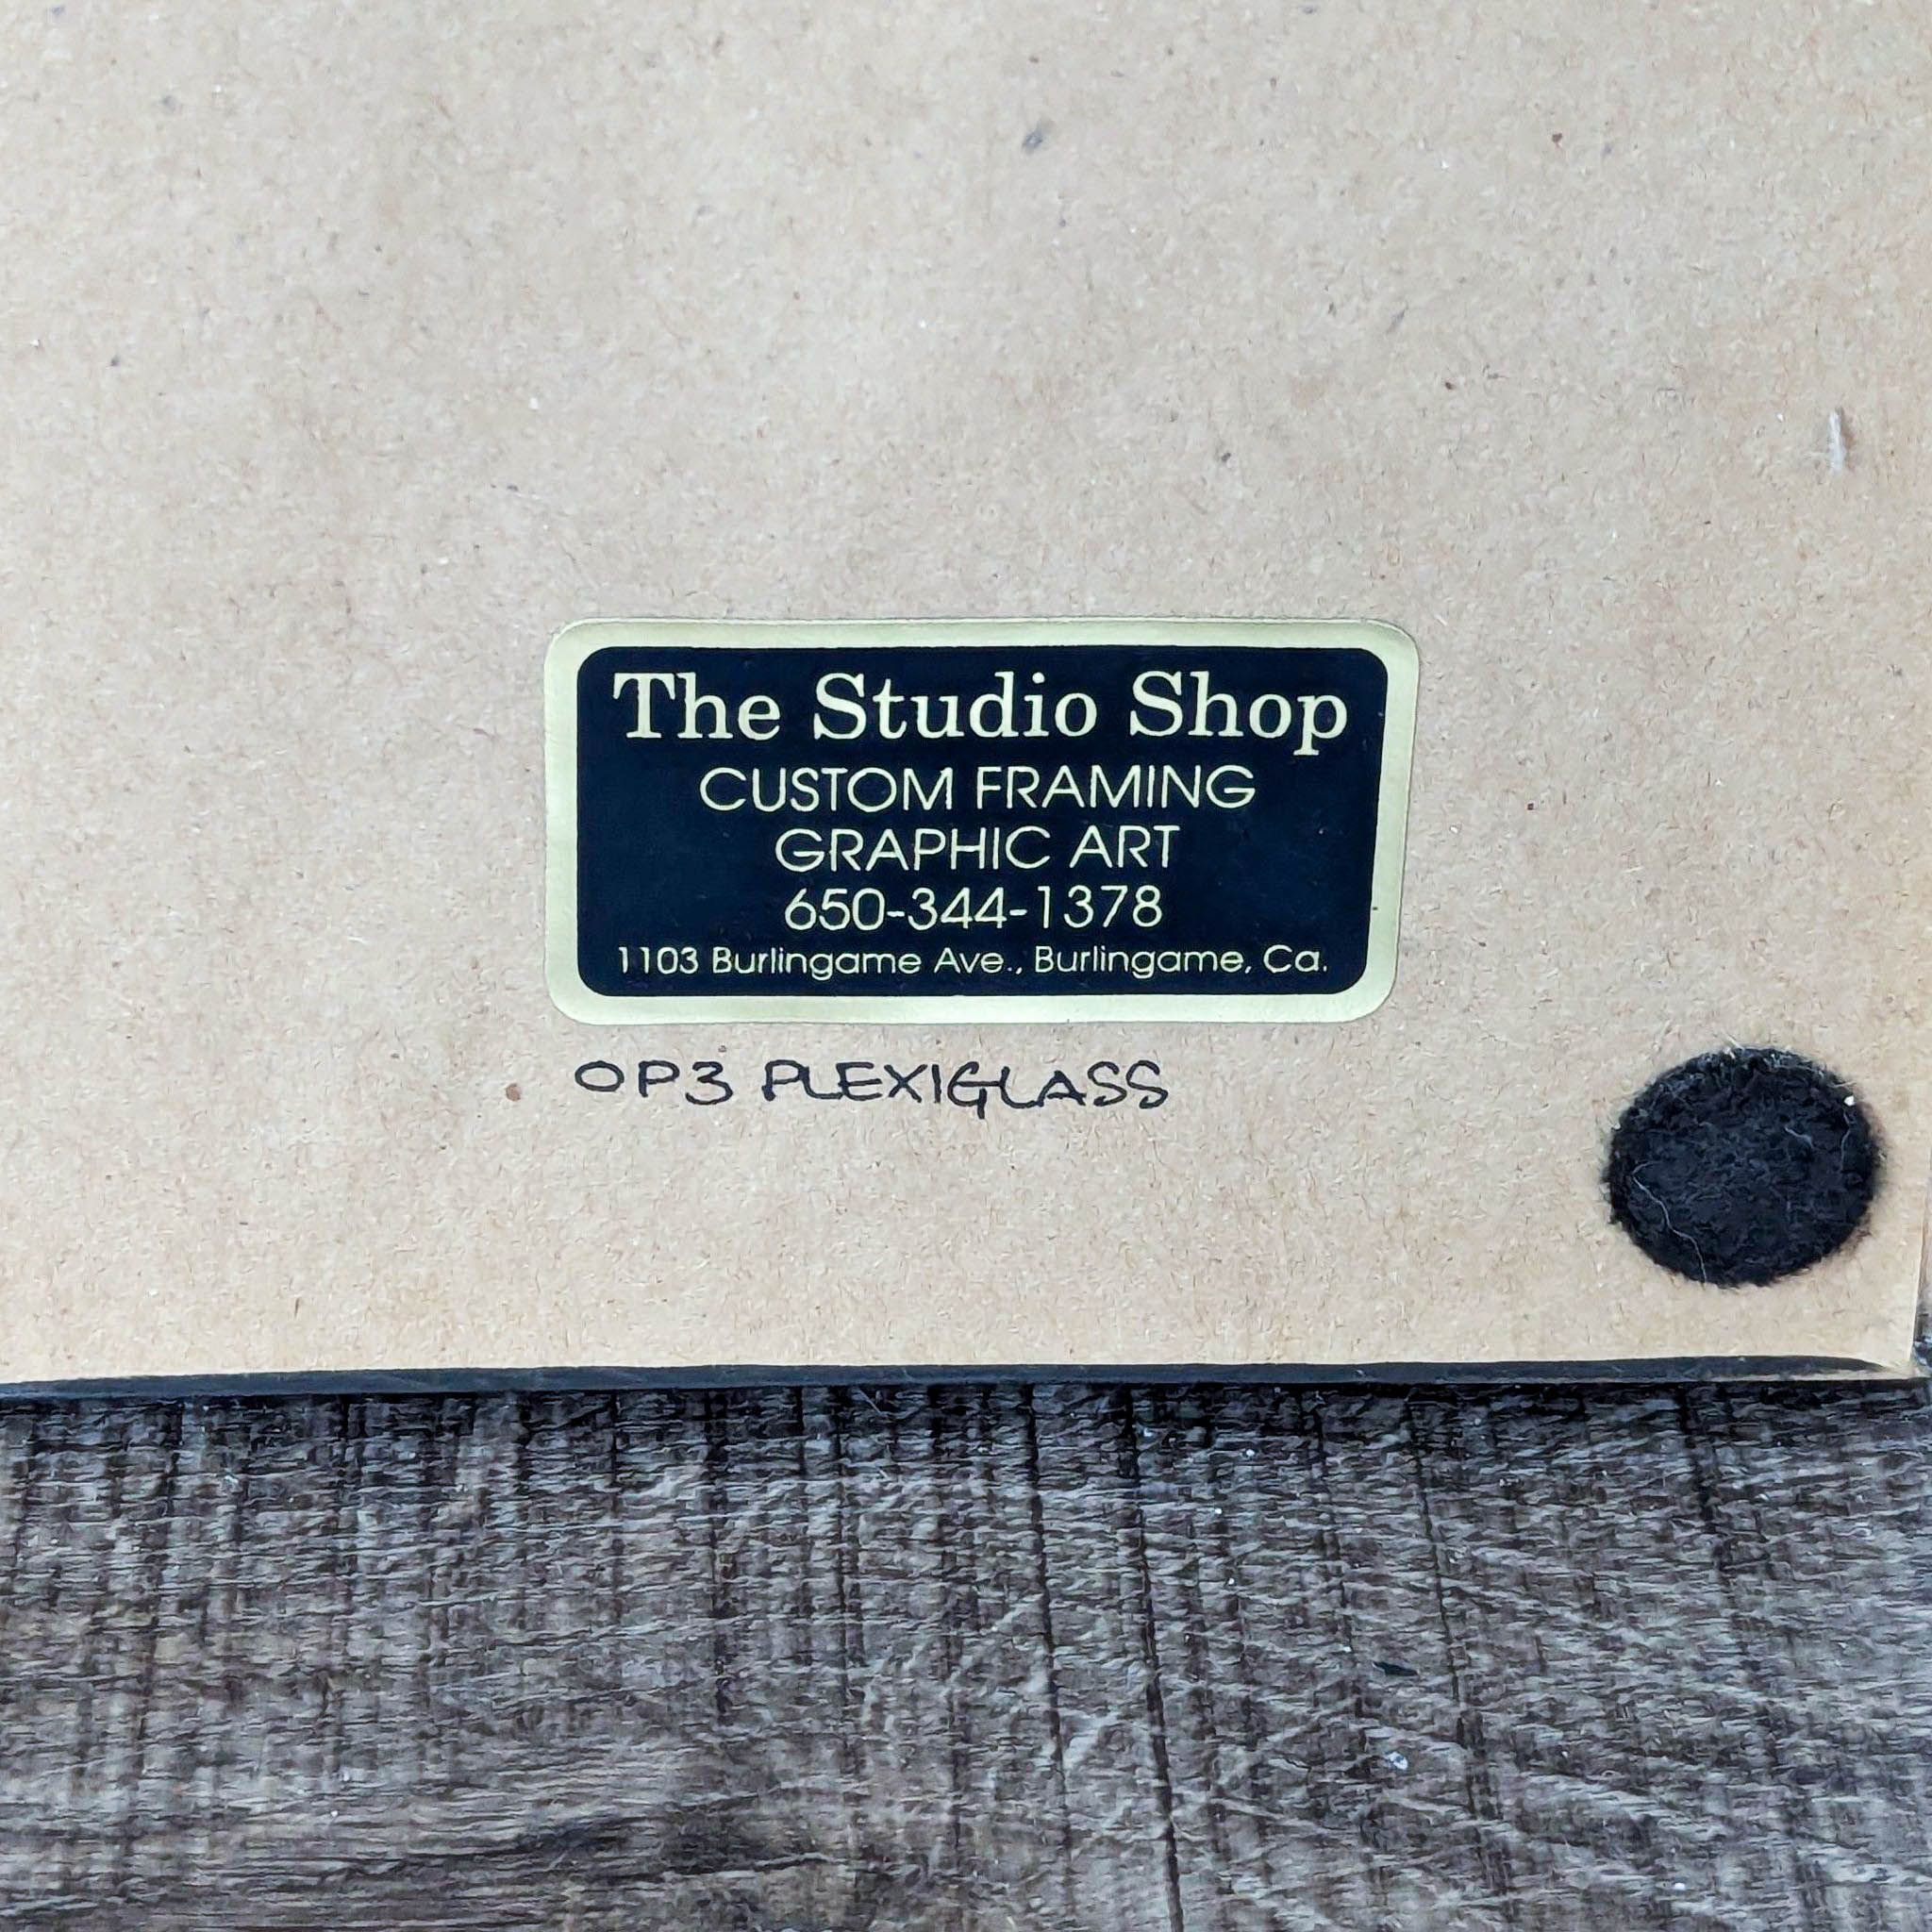 The Studio Shop
CUSTOM FRAMING
GRAPHIC ART
650-344-1378
1103 Burlingame Ave., Burlingame, Ca.
OP3 PLEXIGLASS